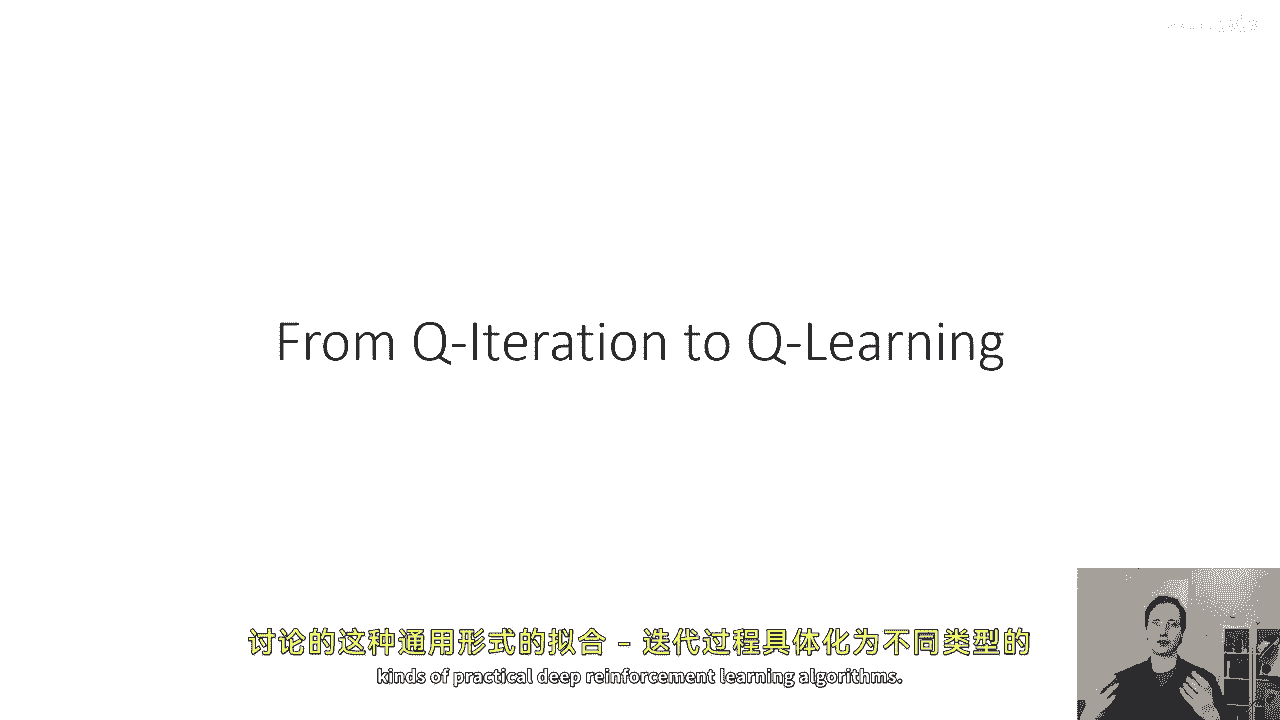 From Q-Iteration to Q-Learning
讨论的这种通用形式的拟合 – 迭代过程具体化为不同类型的
kinds of practical deep reinforcement learning algorithms.